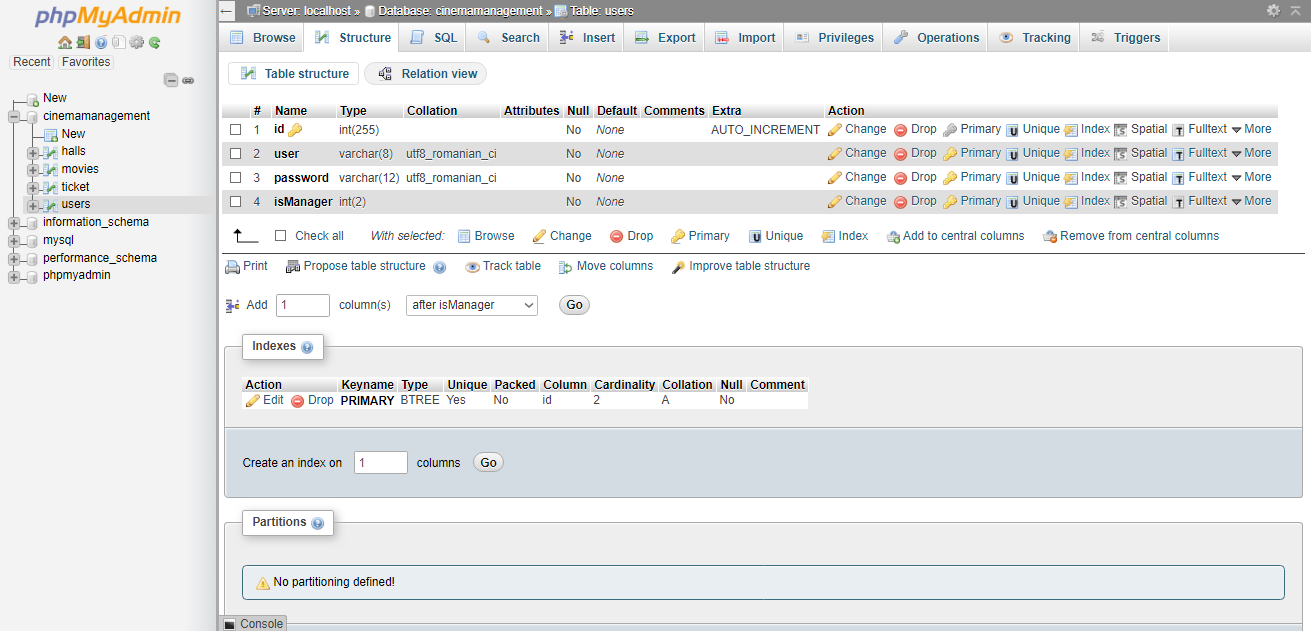 phpMyAdmin
Recent Favorites
New
cinemamanagement
New
halls
movies
ticket
users
information_schema
mysql
performance_schema
phpmyadmin
Server: localhost » Database: cinemamanagement » Table: users
Browse Structure SQL Search Insert Export Import Privileges Operations Tracking Triggers
Table structure Relation view
# Name Type Collation Attributes Null Default Comments Extra Action
1 id int(255) No None AUTO_INCREMENT Change Drop Primary Unique Index Spatial Fulltext More
2 user varchar(8) utf8_romanian_ci No None Change Drop Primary Unique Index Spatial Fulltext More
3 password varchar(12) utf8_romanian_ci No None Change Drop Primary Unique Index Spatial Fulltext More
4 isManager int(2) No None Change Drop Primary Unique Index Spatial Fulltext More
Check all With selected: Browse Change Drop Primary Unique Index Add to central columns Remove from central columns
Print Propose table structure Track table Move columns Improve table structure
Add 1 column(s) after isManager Go
Indexes
Action Keyname Type Unique Packed Column Cardinality Collation Null Comment
Edit Drop PRIMARY BTREE Yes No id 2 A No
Create an index on 1 columns Go
Partitions
No partitioning defined!
Console